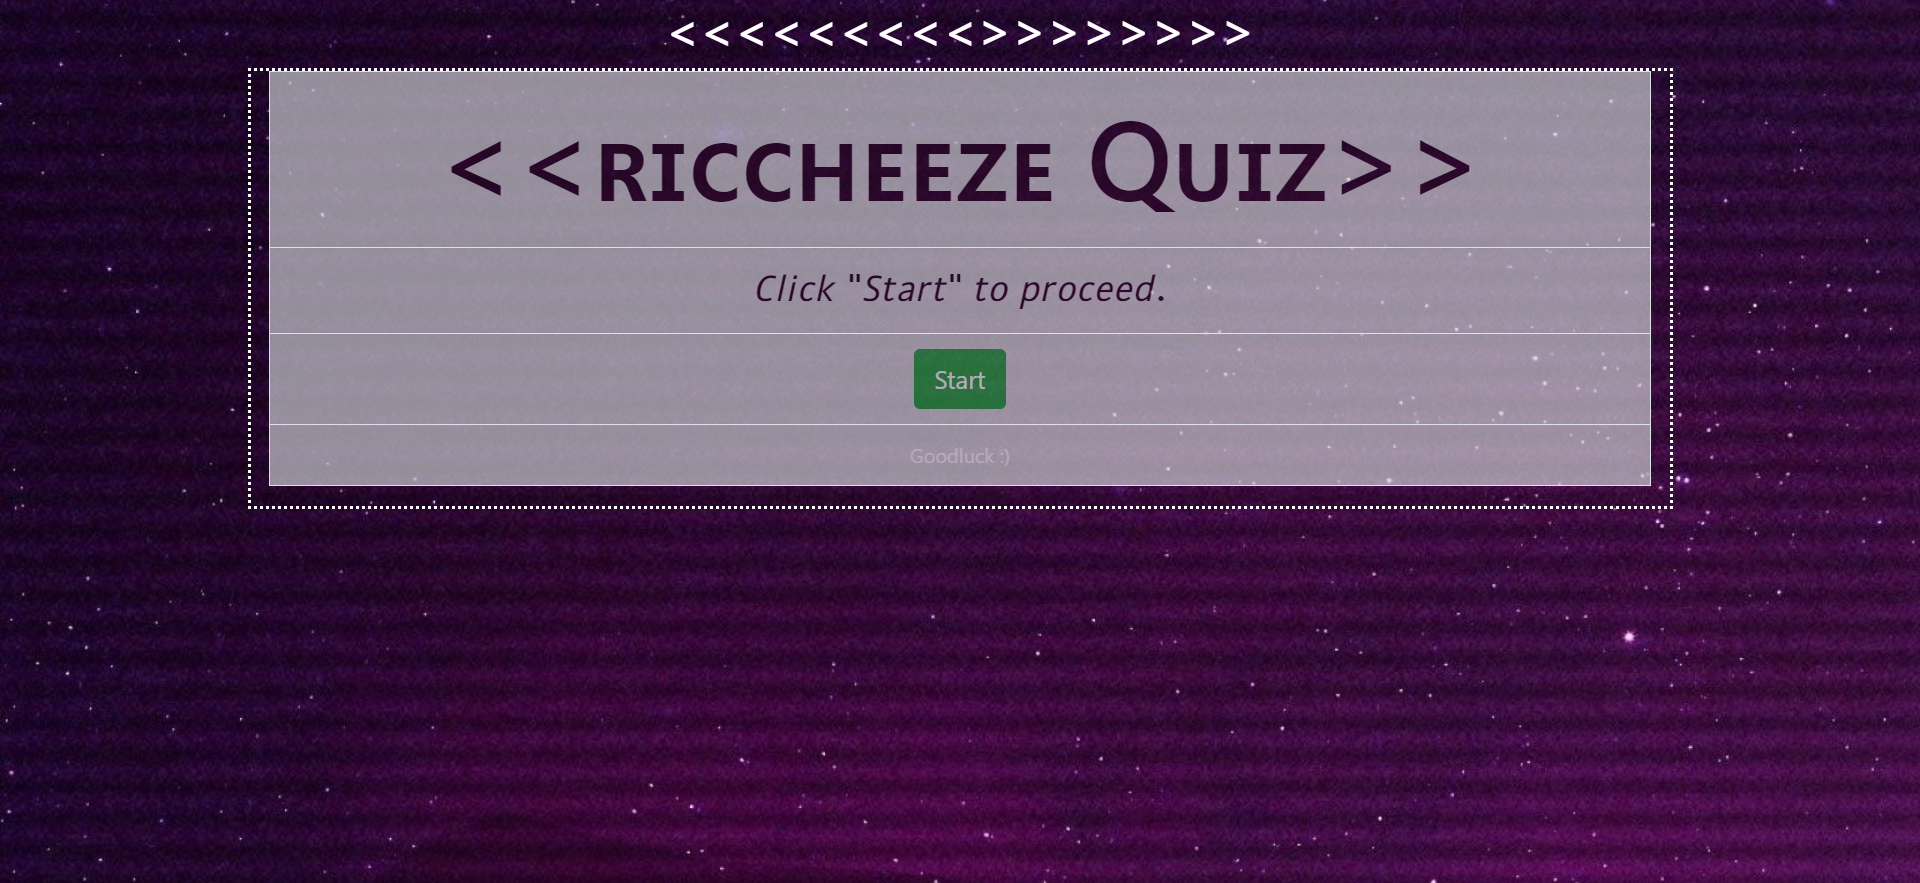 <<<<<<<<<>>>>>>>>
<<riccheeze Quiz>>
Click "Start" to proceed.
Start
Goodluck :)